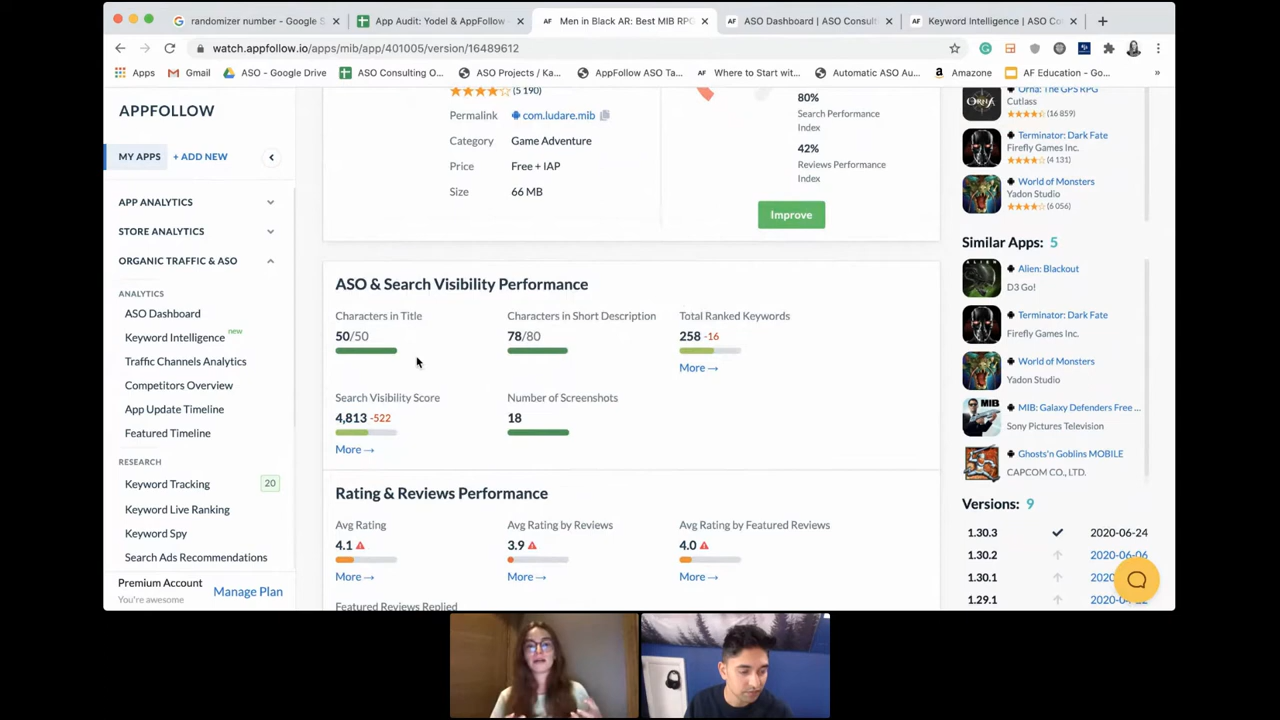 randomizer number - Google S
App Audit: Yodel & AppFollow
AF Men in Black AR: Best MIB RPG
AF ASO Dashboard | ASO Consult
AF Keyword Intelligence | ASO Co
watch.appfollow.io/apps/mib/app/401005/version/16489612
Apps
Gmail
ASO - Google Drive
ASO Consulting O...
ASO Projects / Ka...
AppFollow ASO Ta...
AF Where to Start wit...
Automatic ASO Au...
Amazone
AF Education - Go...
»
APPFOLLOW
MY APPS
+ ADD NEW
APP ANALYTICS
STORE ANALYTICS
ORGANIC TRAFFIC & ASO
ANALYTICS
ASO Dashboard
Keyword Intelligence new
Traffic Channels Analytics
Competitors Overview
App Update Timeline
Featured Timeline
RESEARCH
Keyword Tracking 20
Keyword Live Ranking
Keyword Spy
Search Ads Recommendations
Premium Account
You're awesome
Manage Plan
(5 190)
Permalink com.ludare.mib
Category Game Adventure
Price Free + IAP
Size 66 MB
80%
Search Performance
Index
42%
Reviews Performance
Index
Improve
ASO & Search Visibility Performance
Characters in Title
50/50
Characters in Short Description
78/80
Total Ranked Keywords
258 -16
More →
Search Visibility Score
4,813 -522
More →
Number of Screenshots
18
Rating & Reviews Performance
Avg Rating
4.1
More →
Avg Rating by Reviews
3.9
More →
Avg Rating by Featured Reviews
4.0
More →
Featured Reviews Replied
ORNA
Orna: The GPS RPG
Cutlass
(16 859)
Terminator: Dark Fate
Firefly Games Inc.
(4 131)
World of Monsters
Yadon Studio
(6 056)
Similar Apps: 5
ALIEN
Alien: Blackout
D3 Go!
Terminator: Dark Fate
Firefly Games Inc.
World of Monsters
Yadon Studio
MIB
MIB: Galaxy Defenders Free ...
Sony Pictures Television
Ghosts'n Goblins MOBILE
CAPCOM CO., LTD.
Versions: 9
1.30.3 2020-06-24
1.30.2 2020-06-06
1.30.1
1.29.1